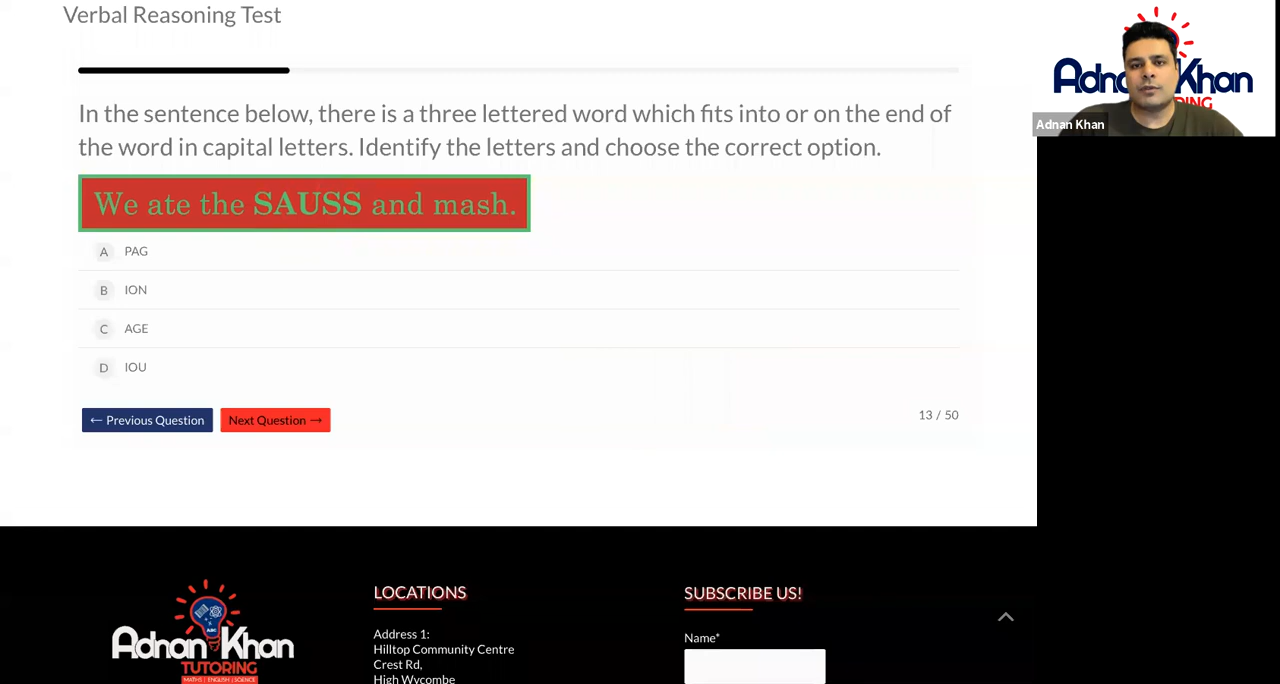 Verbal Reasoning Test
In the sentence below, there is a three lettered word which fits into or on the end of
the word in capital letters. Identify the letters and choose the correct option.
We ate the SAUSS and mash.
A PAG
B ION
C AGE
D IOU
← Previous Question
Next Question →
13 / 50
Adnan Khan
Adnan Khan
TUTORING
MATHS | ENGLISH | SCIENCE
LOCATIONS
Address 1:
Hilltop Community Centre
Crest Rd,
High Wycombe
SUBSCRIBE US!
Name*